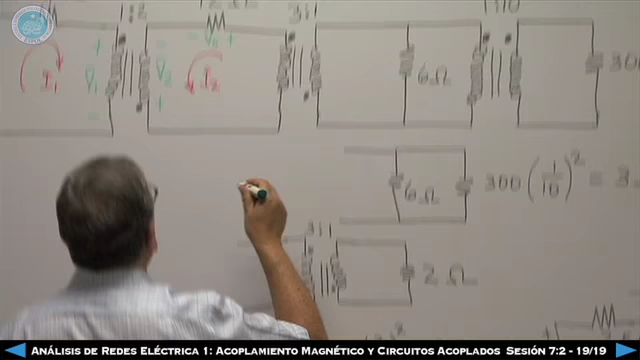 1:2
3:1
1:10
I₁
V₁
V₂
I₂
6Ω
300
6Ω
300 (1/10)² = 3
3:1
2Ω
Análisis de Redes Eléctrica 1: Acoplamiento Magnético y Circuitos Acoplados Sesión 7:2 - 19/19